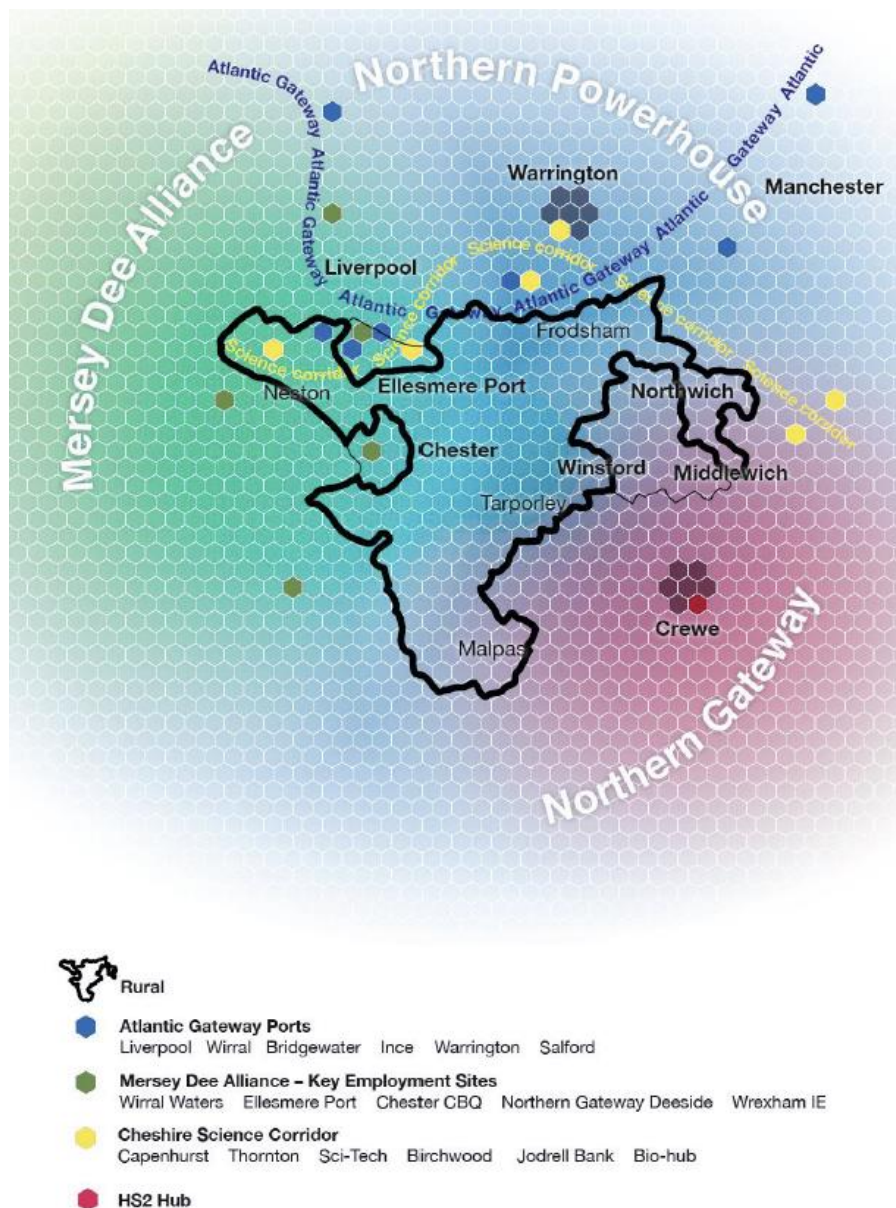 Atlantic Gateway Atlantic Gateway Atlantic Gateway Atlantic Gateway Atlantic Gateway Atlantic
Northern Powerhouse
Mersey Dee Alliance
Northern Gateway
Warrington
Manchester
Liverpool
Science corridor Science corridor Science corridor Science corridor Science corridor Science corridor
Frodsham
Neston
Ellesmere Port
Northwich
Chester
Winsford
Middlewich
Tarporley
Crewe
Malpas
Rural
Atlantic Gateway Ports
Liverpool Wirral Bridgewater Ince Warrington Salford
Mersey Dee Alliance – Key Employment Sites
Wirral Waters Ellesmere Port Chester CBQ Northern Gateway Deeside Wrexham IE
Cheshire Science Corridor
Capenhurst Thornton Sci-Tech Birchwood Jodrell Bank Bio-hub
HS2 Hub